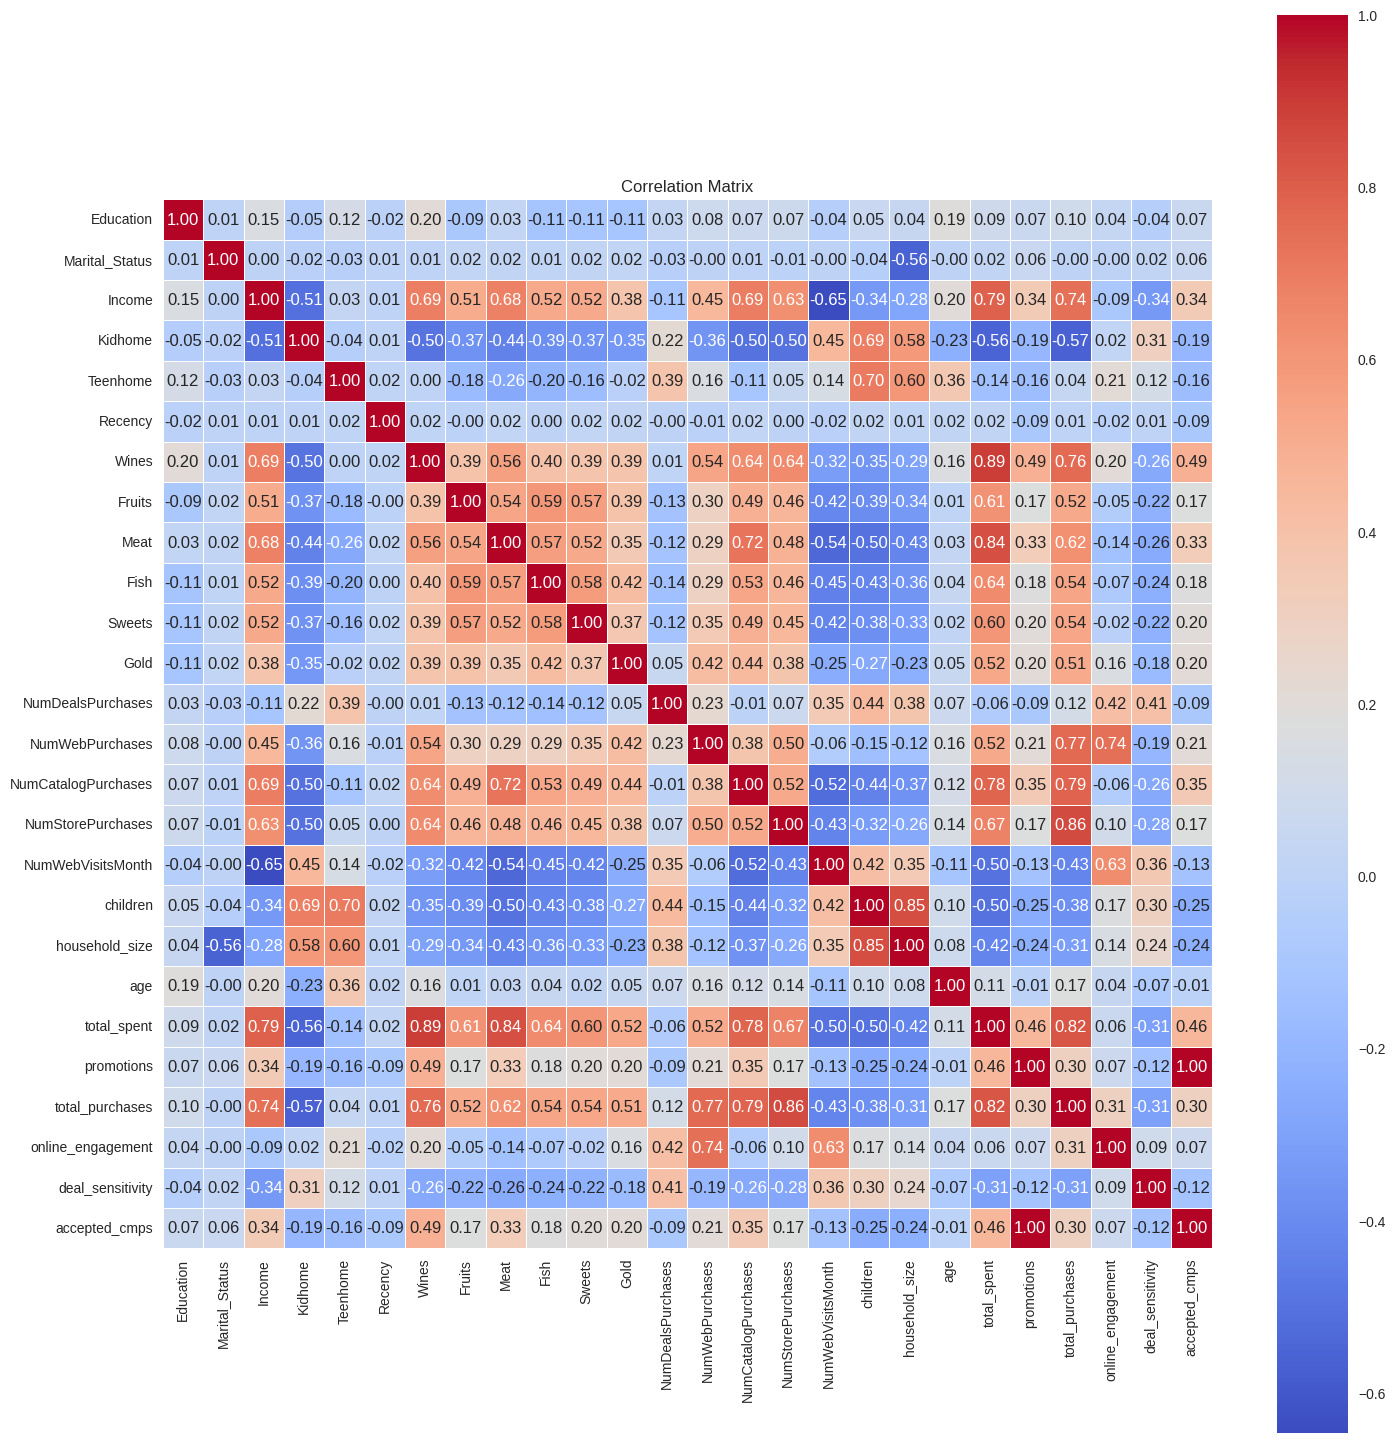 Correlation Matrix
Education 1.00 0.01 0.15 -0.05 0.12 -0.02 0.20 -0.09 0.03 -0.11 -0.11 -0.11 0.03 0.08 0.07 0.07 -0.04 0.05 0.04 0.19 0.09 0.07 0.10 0.04 -0.04 0.07
Marital_Status 0.01 1.00 0.00 -0.02 -0.03 0.01 0.01 0.02 0.02 0.01 0.02 0.02 -0.03 -0.00 0.01 -0.01 -0.00 -0.04 -0.56 -0.00 0.02 0.06 -0.00 -0.00 0.02 0.06
Income 0.15 0.00 1.00 -0.51 0.03 0.01 0.69 0.51 0.68 0.52 0.52 0.38 -0.11 0.45 0.69 0.63 -0.65 -0.34 -0.28 0.20 0.79 0.34 0.74 -0.09 -0.34 0.34
Kidhome -0.05 -0.02 -0.51 1.00 -0.04 0.01 -0.50 -0.37 -0.44 -0.39 -0.37 -0.35 0.22 -0.36 -0.50 -0.50 0.45 0.69 0.58 -0.23 -0.56 -0.19 -0.57 0.02 0.31 -0.19
Teenhome 0.12 -0.03 0.03 -0.04 1.00 0.02 0.00 -0.18 -0.26 -0.20 -0.16 -0.02 0.39 0.16 -0.11 0.05 0.14 0.70 0.60 0.36 -0.14 -0.16 0.04 0.21 0.12 -0.16
Recency -0.02 0.01 0.01 0.01 0.02 1.00 0.02 -0.00 0.02 0.00 0.02 0.02 -0.00 -0.01 0.02 0.00 -0.02 0.02 0.01 0.02 0.02 -0.09 0.01 -0.02 0.01 -0.09
Wines 0.20 0.01 0.69 -0.50 0.00 0.02 1.00 0.39 0.56 0.40 0.39 0.39 0.01 0.54 0.64 0.64 -0.32 -0.35 -0.29 0.16 0.89 0.49 0.76 0.20 -0.26 0.49
Fruits -0.09 0.02 0.51 -0.37 -0.18 -0.00 0.39 1.00 0.54 0.59 0.57 0.39 -0.13 0.30 0.49 0.46 -0.42 -0.39 -0.34 0.01 0.61 0.17 0.52 -0.05 -0.22 0.17
Meat 0.03 0.02 0.68 -0.44 -0.26 0.02 0.56 0.54 1.00 0.57 0.52 0.35 -0.12 0.29 0.72 0.48 -0.54 -0.50 -0.43 0.03 0.84 0.33 0.62 -0.14 -0.26 0.33
Fish -0.11 0.01 0.52 -0.39 -0.20 0.00 0.40 0.59 0.57 1.00 0.58 0.42 -0.14 0.29 0.53 0.46 -0.45 -0.43 -0.36 0.04 0.64 0.18 0.54 -0.07 -0.24 0.18
Sweets -0.11 0.02 0.52 -0.37 -0.16 0.02 0.39 0.57 0.52 0.58 1.00 0.37 -0.12 0.35 0.49 0.45 -0.42 -0.38 -0.33 0.02 0.60 0.20 0.54 -0.02 -0.22 0.20
Gold -0.11 0.02 0.38 -0.35 -0.02 0.02 0.39 0.39 0.35 0.42 0.37 1.00 0.05 0.42 0.44 0.38 -0.25 -0.27 -0.23 0.05 0.52 0.20 0.51 0.16 -0.18 0.20
NumDealsPurchases 0.03 -0.03 -0.11 0.22 0.39 -0.00 0.01 -0.13 -0.12 -0.14 -0.12 0.05 1.00 0.23 -0.01 0.07 0.35 0.44 0.38 0.07 -0.06 -0.09 0.12 0.42 0.41 -0.09
NumWebPurchases 0.08 -0.00 0.45 -0.36 0.16 -0.01 0.54 0.30 0.29 0.29 0.35 0.42 0.23 1.00 0.38 0.50 -0.06 -0.15 -0.12 0.16 0.52 0.21 0.77 0.74 -0.19 0.21
NumCatalogPurchases 0.07 0.01 0.69 -0.50 -0.11 0.02 0.64 0.49 0.72 0.53 0.49 0.44 -0.01 0.38 1.00 0.52 -0.52 -0.44 -0.37 0.12 0.78 0.35 0.79 -0.06 -0.26 0.35
NumStorePurchases 0.07 -0.01 0.63 -0.50 0.05 0.00 0.64 0.46 0.48 0.46 0.45 0.38 0.07 0.50 0.52 1.00 -0.43 -0.32 -0.26 0.14 0.67 0.17 0.86 0.10 -0.28 0.17
NumWebVisitsMonth -0.04 -0.00 -0.65 0.45 0.14 -0.02 -0.32 -0.42 -0.54 -0.45 -0.42 -0.25 0.35 -0.06 -0.52 -0.43 1.00 0.42 0.35 -0.11 -0.50 -0.13 -0.43 0.63 0.36 -0.13
children 0.05 -0.04 -0.34 0.69 0.70 0.02 -0.35 -0.39 -0.50 -0.43 -0.38 -0.27 0.44 -0.15 -0.44 -0.32 0.42 1.00 0.85 0.10 -0.50 -0.25 -0.38 0.17 0.30 -0.25
household_size 0.04 -0.56 -0.28 0.58 0.60 0.01 -0.29 -0.34 -0.43 -0.36 -0.33 -0.23 0.38 -0.12 -0.37 -0.26 0.35 0.85 1.00 0.08 -0.42 -0.24 -0.31 0.14 0.24 -0.24
age 0.19 -0.00 0.20 -0.23 0.36 0.02 0.16 0.01 0.03 0.04 0.02 0.05 0.07 0.16 0.12 0.14 -0.11 0.10 0.08 1.00 0.11 -0.01 0.17 0.04 -0.07 -0.01
total_spent 0.09 0.02 0.79 -0.56 -0.14 0.02 0.89 0.61 0.84 0.64 0.60 0.52 -0.06 0.52 0.78 0.67 -0.50 -0.50 -0.42 0.11 1.00 0.46 0.82 0.06 -0.31 0.46
promotions 0.07 0.06 0.34 -0.19 -0.16 -0.09 0.49 0.17 0.33 0.18 0.20 0.20 -0.09 0.21 0.35 0.17 -0.13 -0.25 -0.24 -0.01 0.46 1.00 0.30 0.07 -0.12 1.00
total_purchases 0.10 -0.00 0.74 -0.57 0.04 0.01 0.76 0.52 0.62 0.54 0.54 0.51 0.12 0.77 0.79 0.86 -0.43 -0.38 -0.31 0.17 0.82 0.30 1.00 0.31 -0.31 0.30
online_engagement 0.04 -0.00 -0.09 0.02 0.21 -0.02 0.20 -0.05 -0.14 -0.07 -0.02 0.16 0.42 0.74 -0.06 0.10 0.63 0.17 0.14 0.04 0.06 0.07 0.31 1.00 0.09 0.07
deal_sensitivity -0.04 0.02 -0.34 0.31 0.12 0.01 -0.26 -0.22 -0.26 -0.24 -0.22 -0.18 0.41 -0.19 -0.26 -0.28 0.36 0.30 0.24 -0.07 -0.31 -0.12 -0.31 0.09 1.00 -0.12
accepted_cmps 0.07 0.06 0.34 -0.19 -0.16 -0.09 0.49 0.17 0.33 0.18 0.20 0.20 -0.09 0.21 0.35 0.17 -0.13 -0.25 -0.24 -0.01 0.46 1.00 0.30 0.07 -0.12 1.00
Education
Marital_Status
Income
Kidhome
Teenhome
Recency
Wines
Fruits
Meat
Fish
Sweets
Gold
NumDealsPurchases
NumWebPurchases
NumCatalogPurchases
NumStorePurchases
NumWebVisitsMonth
children
household_size
age
total_spent
promotions
total_purchases
online_engagement
deal_sensitivity
accepted_cmps
1.0
0.8
0.6
0.4
0.2
0.0
−0.2
−0.4
−0.6